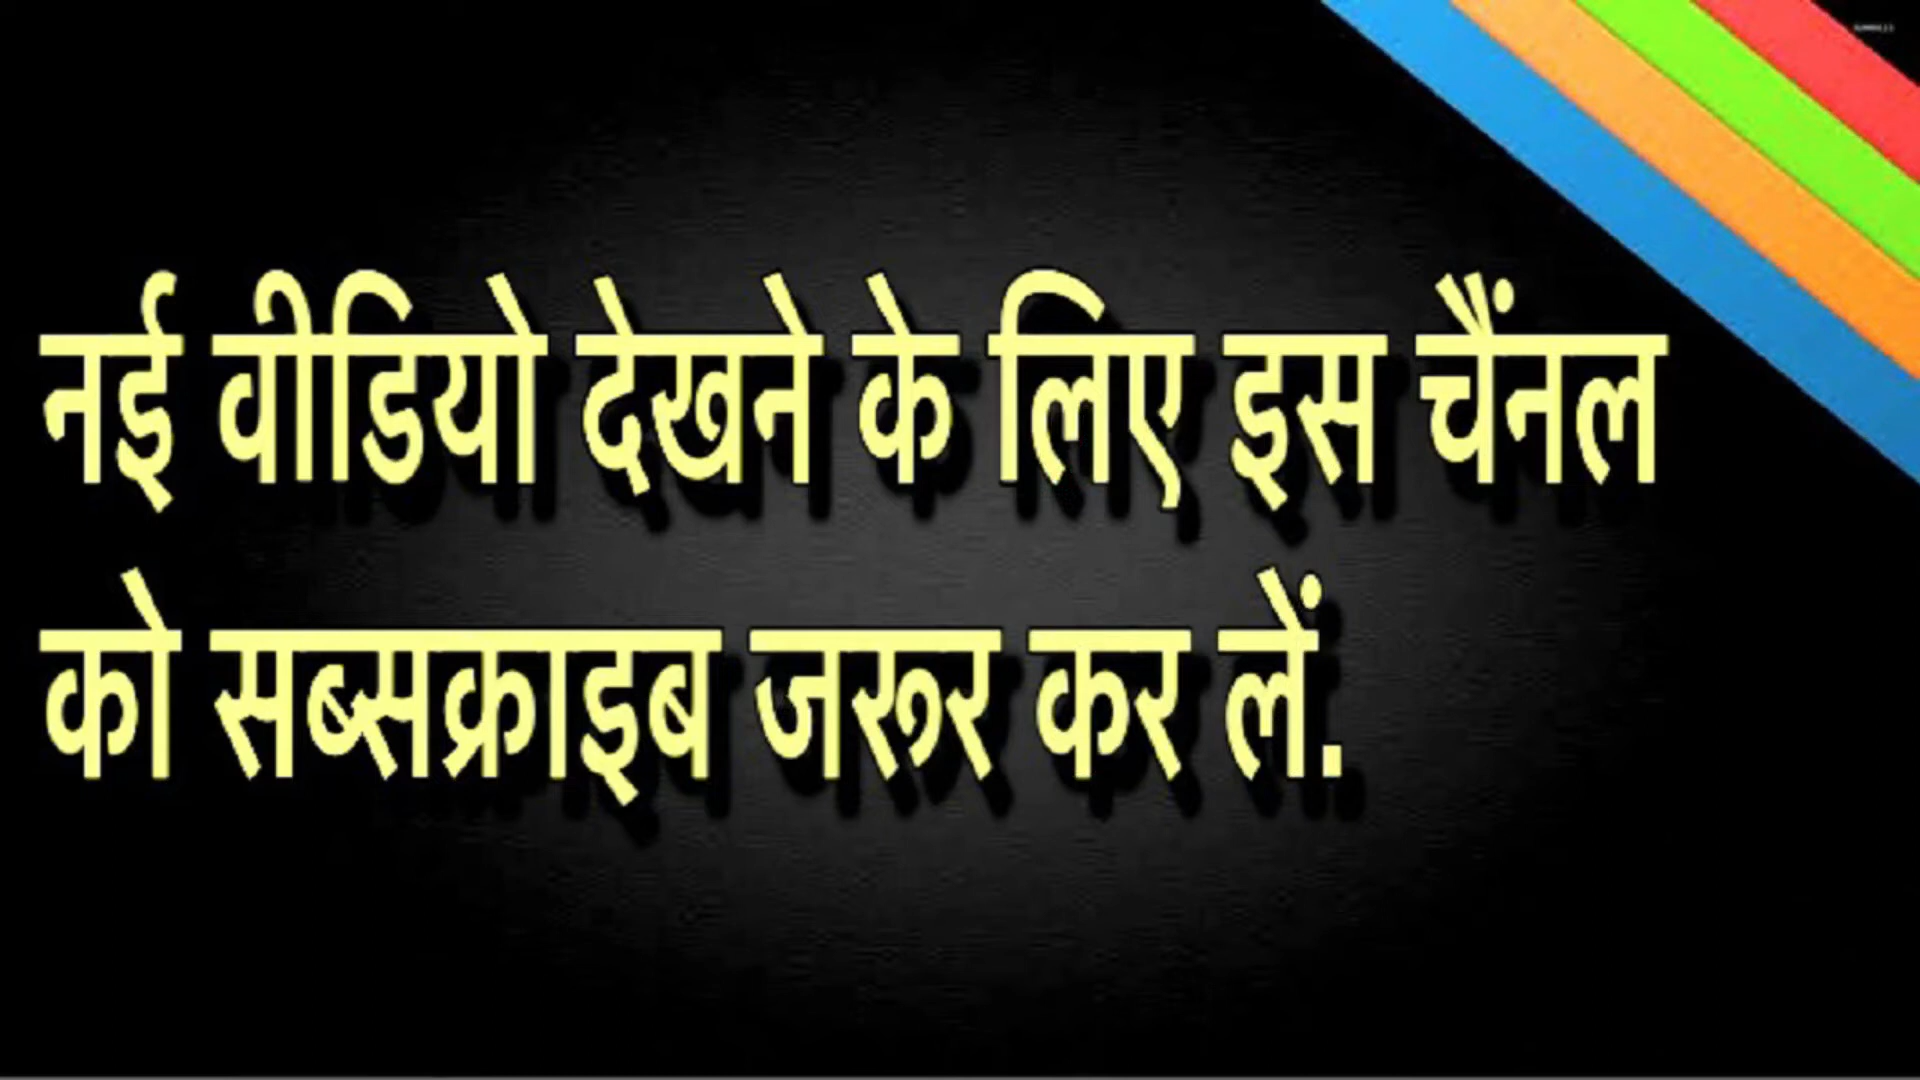 नई वीडियो देखने के लिए इस चैंनल
को सब्सक्राइब जरूर कर लें.